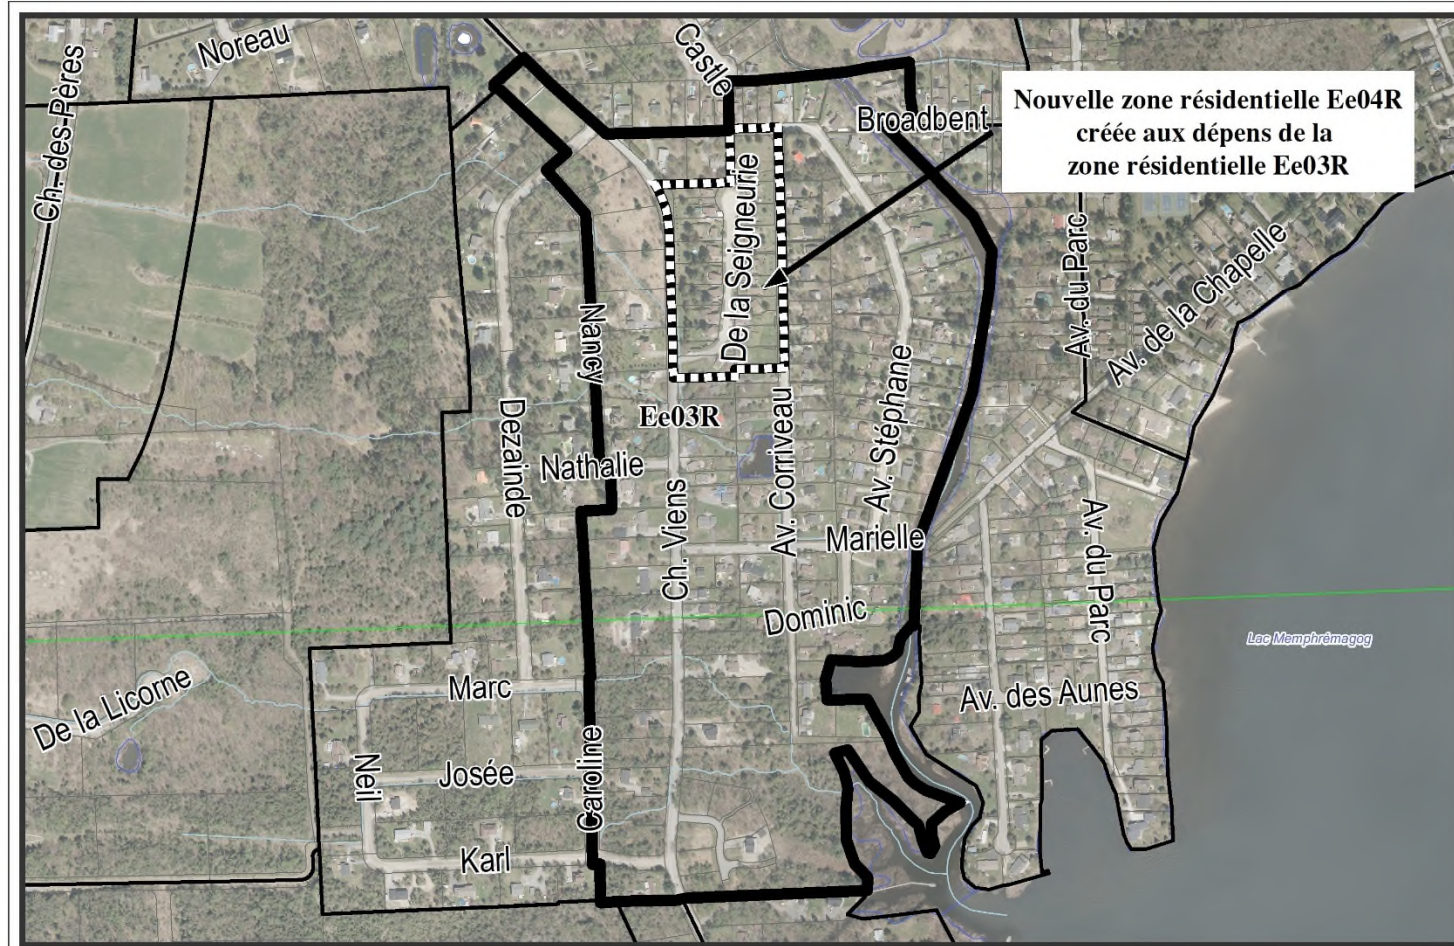 Noreau
Castle
Ch. des Pères
Broadbent
Nouvelle zone résidentielle Ee04R
créée aux dépens de la
zone résidentielle Ee03R
De la Seigneurie
Av. du Parc
Av. de la Chapelle
Nancy
Ee03R
Dezainde
Nathalie
Av. Stéphane
Av. Corriveau
Ch. Viens
Marielle
Av. du Parc
Dominic
Lac Memphrémagog
De la Licorne
Marc
Av. des Aunes
Neil
Josée
Caroline
Karl